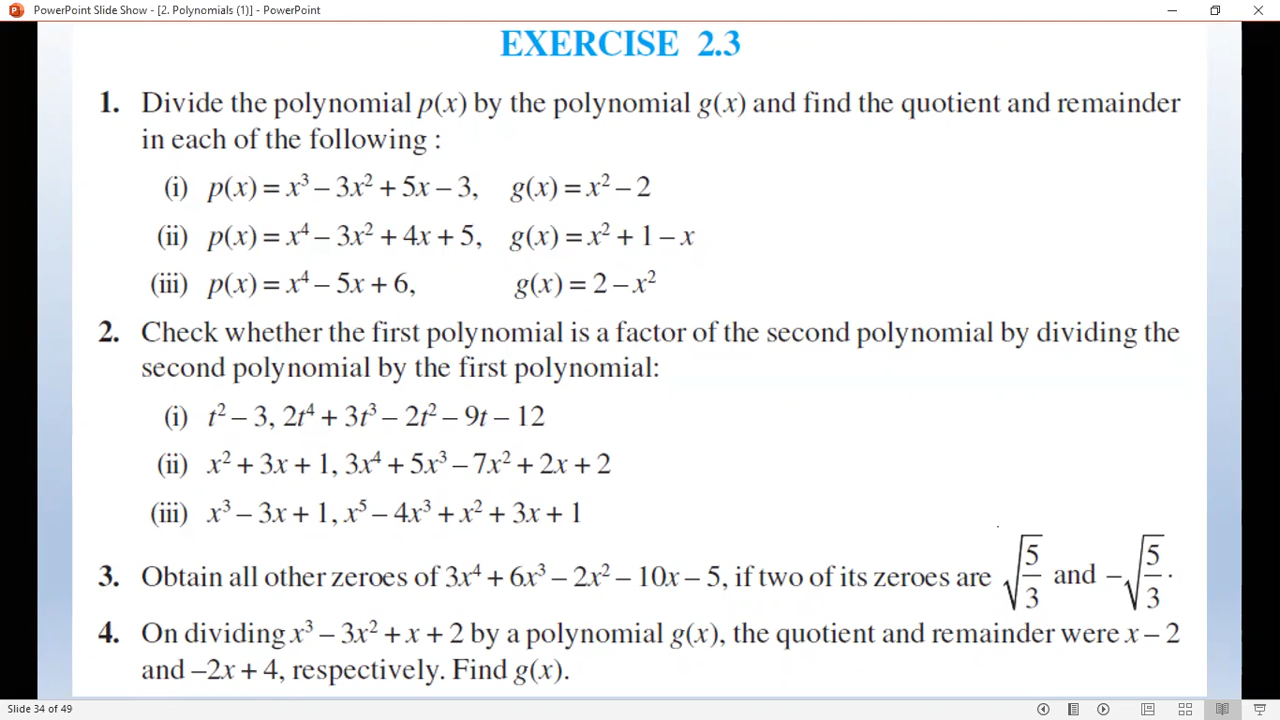 PowerPoint Slide Show - [2. Polynomials (1)] - PowerPoint
EXERCISE 2.3
1. Divide the polynomial p(x) by the polynomial g(x) and find the quotient and remainder
in each of the following :
(i) p(x) = x³ – 3x² + 5x – 3, g(x) = x² – 2
(ii) p(x) = x⁴ – 3x² + 4x + 5, g(x) = x² + 1 – x
(iii) p(x) = x⁴ – 5x + 6, g(x) = 2 – x²
2. Check whether the first polynomial is a factor of the second polynomial by dividing the
second polynomial by the first polynomial:
(i) t² – 3, 2t⁴ + 3t³ – 2t² – 9t – 12
(ii) x² + 3x + 1, 3x⁴ + 5x³ – 7x² + 2x + 2
(iii) x³ – 3x + 1, x⁵ – 4x³ + x² + 3x + 1
3. Obtain all other zeroes of 3x⁴ + 6x³ – 2x² – 10x – 5, if two of its zeroes are √(5/3) and –√(5/3).
4. On dividing x³ – 3x² + x + 2 by a polynomial g(x), the quotient and remainder were x – 2
and –2x + 4, respectively. Find g(x).
Slide 34 of 49